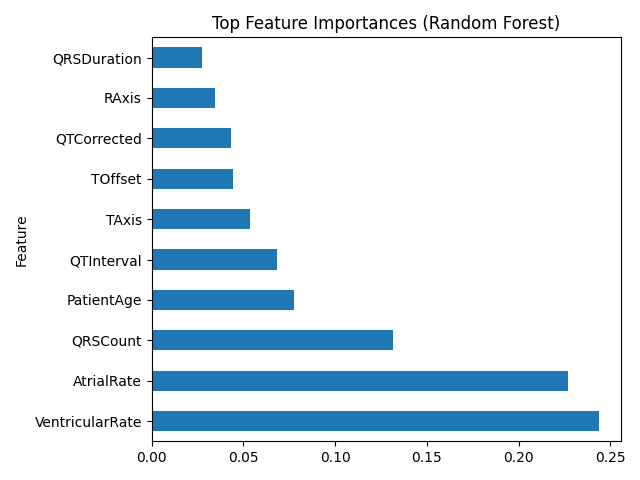 Top Feature Importances (Random Forest)
Feature
QRSDuration
RAxis
QTCorrected
TOffset
TAxis
QTInterval
PatientAge
QRSCount
AtrialRate
VentricularRate
0.00 0.05 0.10 0.15 0.20 0.25